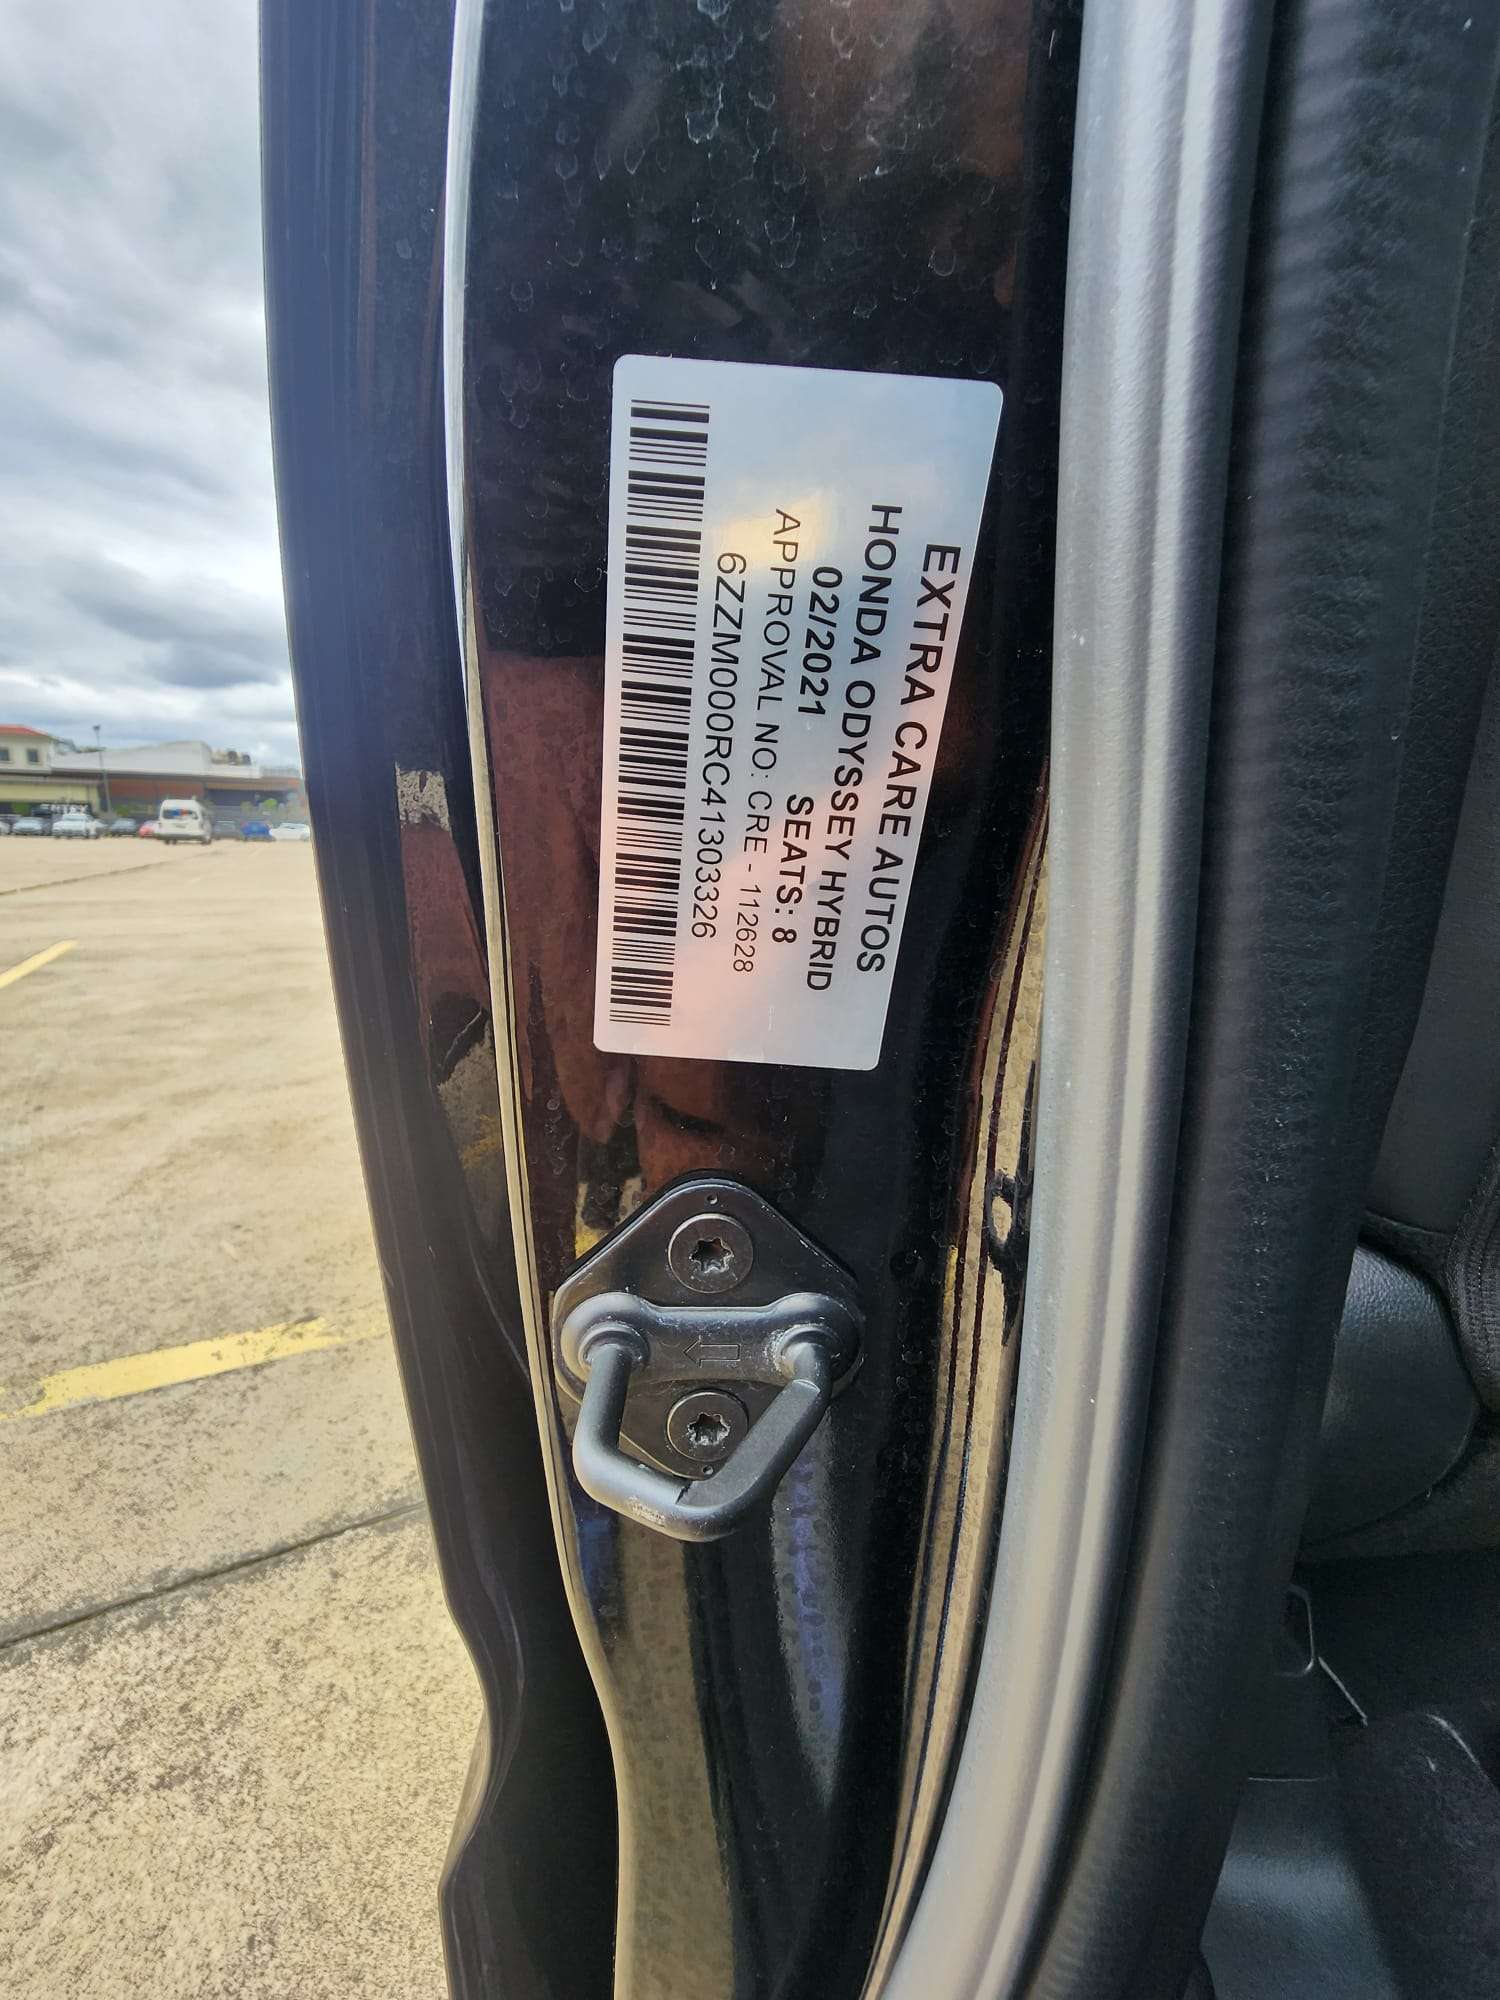 EXTRA CARE AUTOS
HONDA ODYSSEY HYBRID
02/2021 SEATS: 8
APPROVAL NO: CRE - 112628
6ZZM000RC41303326